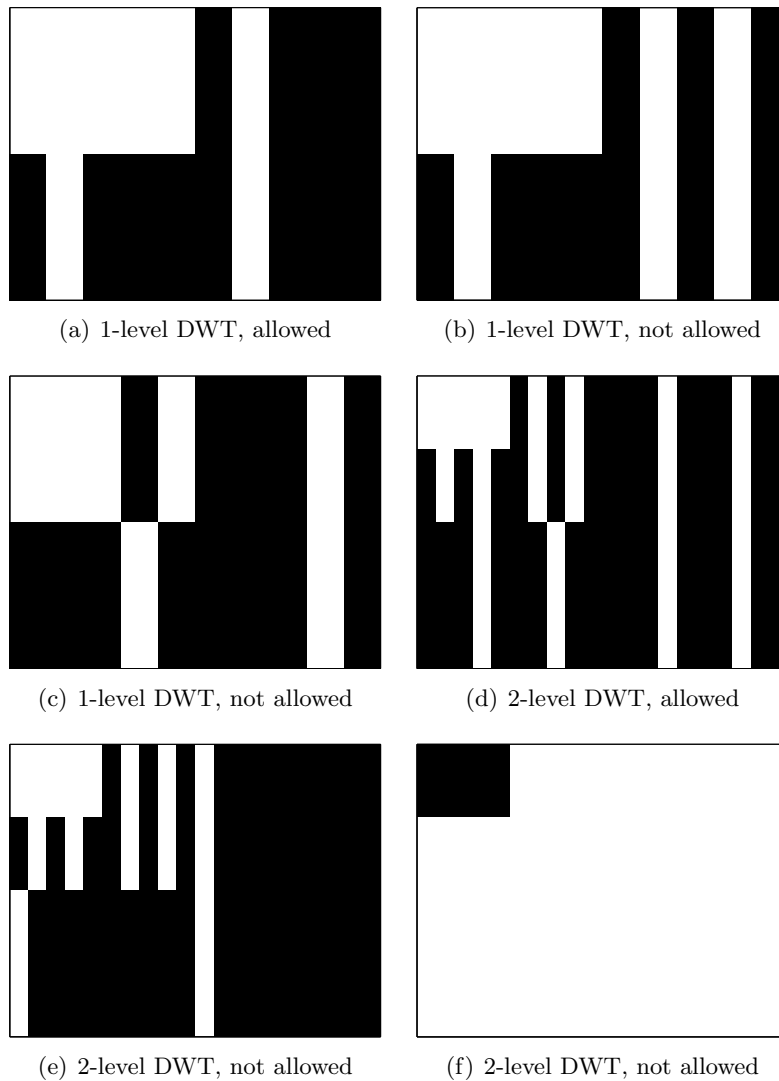 (a) 1-level DWT, allowed
(b) 1-level DWT, not allowed
(c) 1-level DWT, not allowed
(d) 2-level DWT, allowed
(e) 2-level DWT, not allowed
(f) 2-level DWT, not allowed